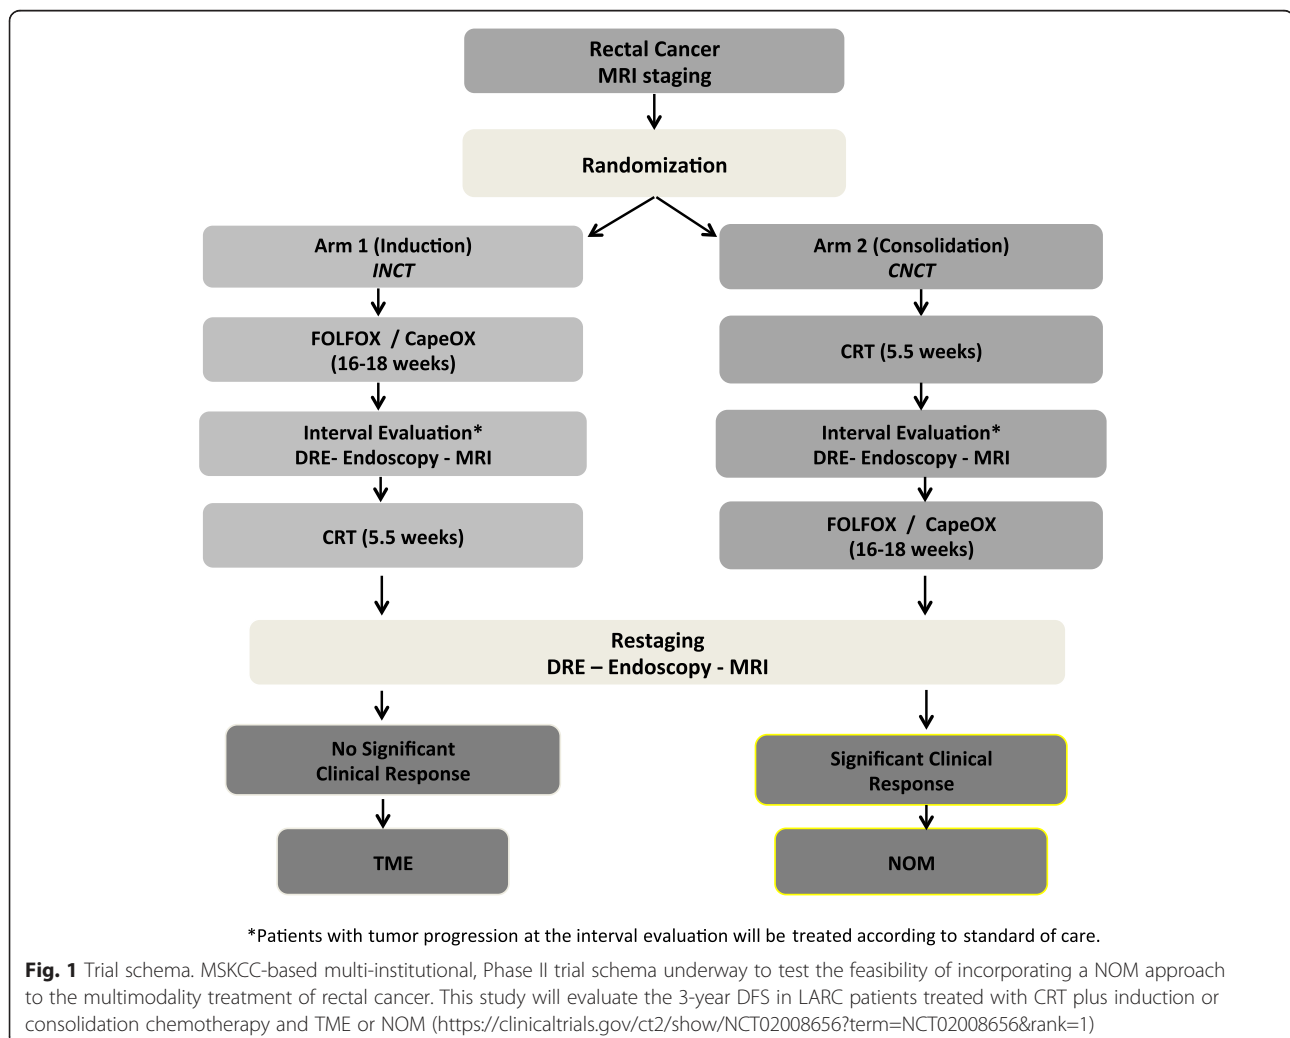 Rectal Cancer
MRI staging
Randomization
Arm 1 (Induction)
INCT
FOLFOX / CapeOX
(16-18 weeks)
Interval Evaluation*
DRE- Endoscopy - MRI
CRT (5.5 weeks)
Arm 2 (Consolidation)
CNCT
CRT (5.5 weeks)
Interval Evaluation*
DRE- Endoscopy - MRI
FOLFOX / CapeOX
(16-18 weeks)
Restaging
DRE – Endoscopy - MRI
No Significant
Clinical Response
TME
Significant Clinical
Response
NOM
*Patients with tumor progression at the interval evaluation will be treated according to standard of care.
Fig. 1 Trial schema. MSKCC-based multi-institutional, Phase II trial schema underway to test the feasibility of incorporating a NOM approach
to the multimodality treatment of rectal cancer. This study will evaluate the 3-year DFS in LARC patients treated with CRT plus induction or
consolidation chemotherapy and TME or NOM (https://clinicaltrials.gov/ct2/show/NCT02008656?term=NCT02008656&rank=1)